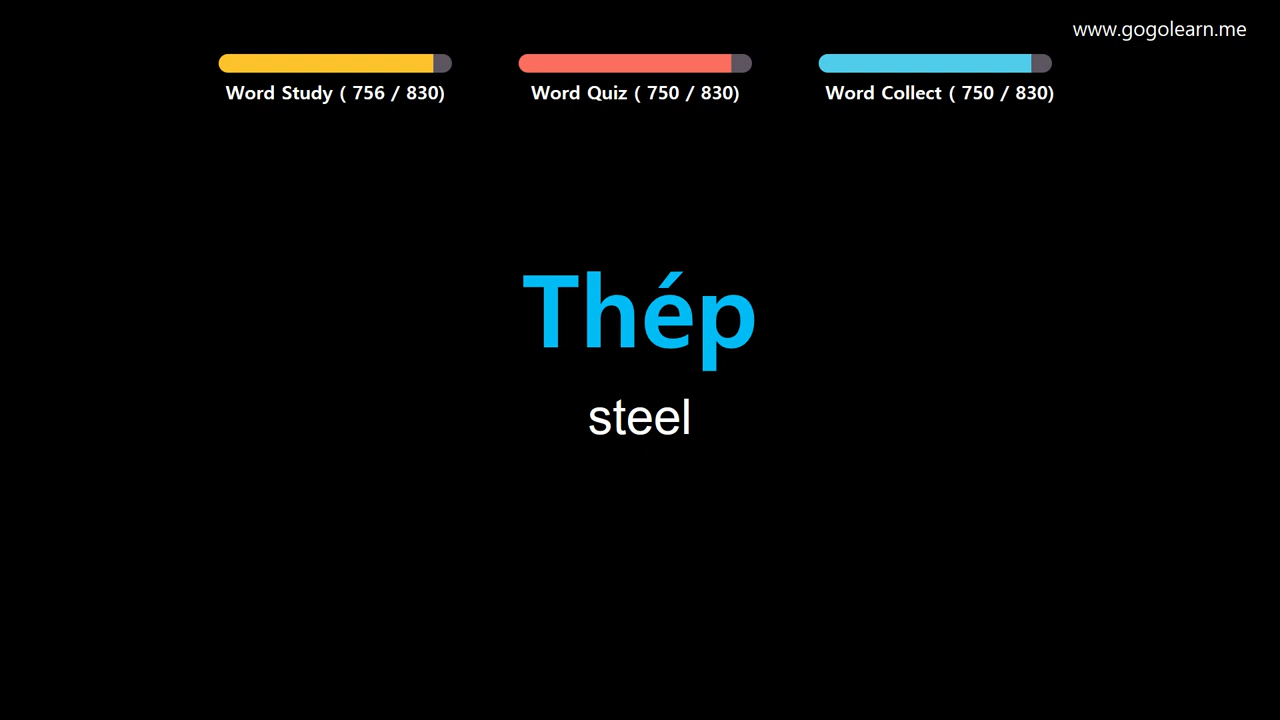 www.gogolearn.me
Word Study ( 756 / 830)
Word Quiz ( 750 / 830)
Word Collect ( 750 / 830)
Thép
steel